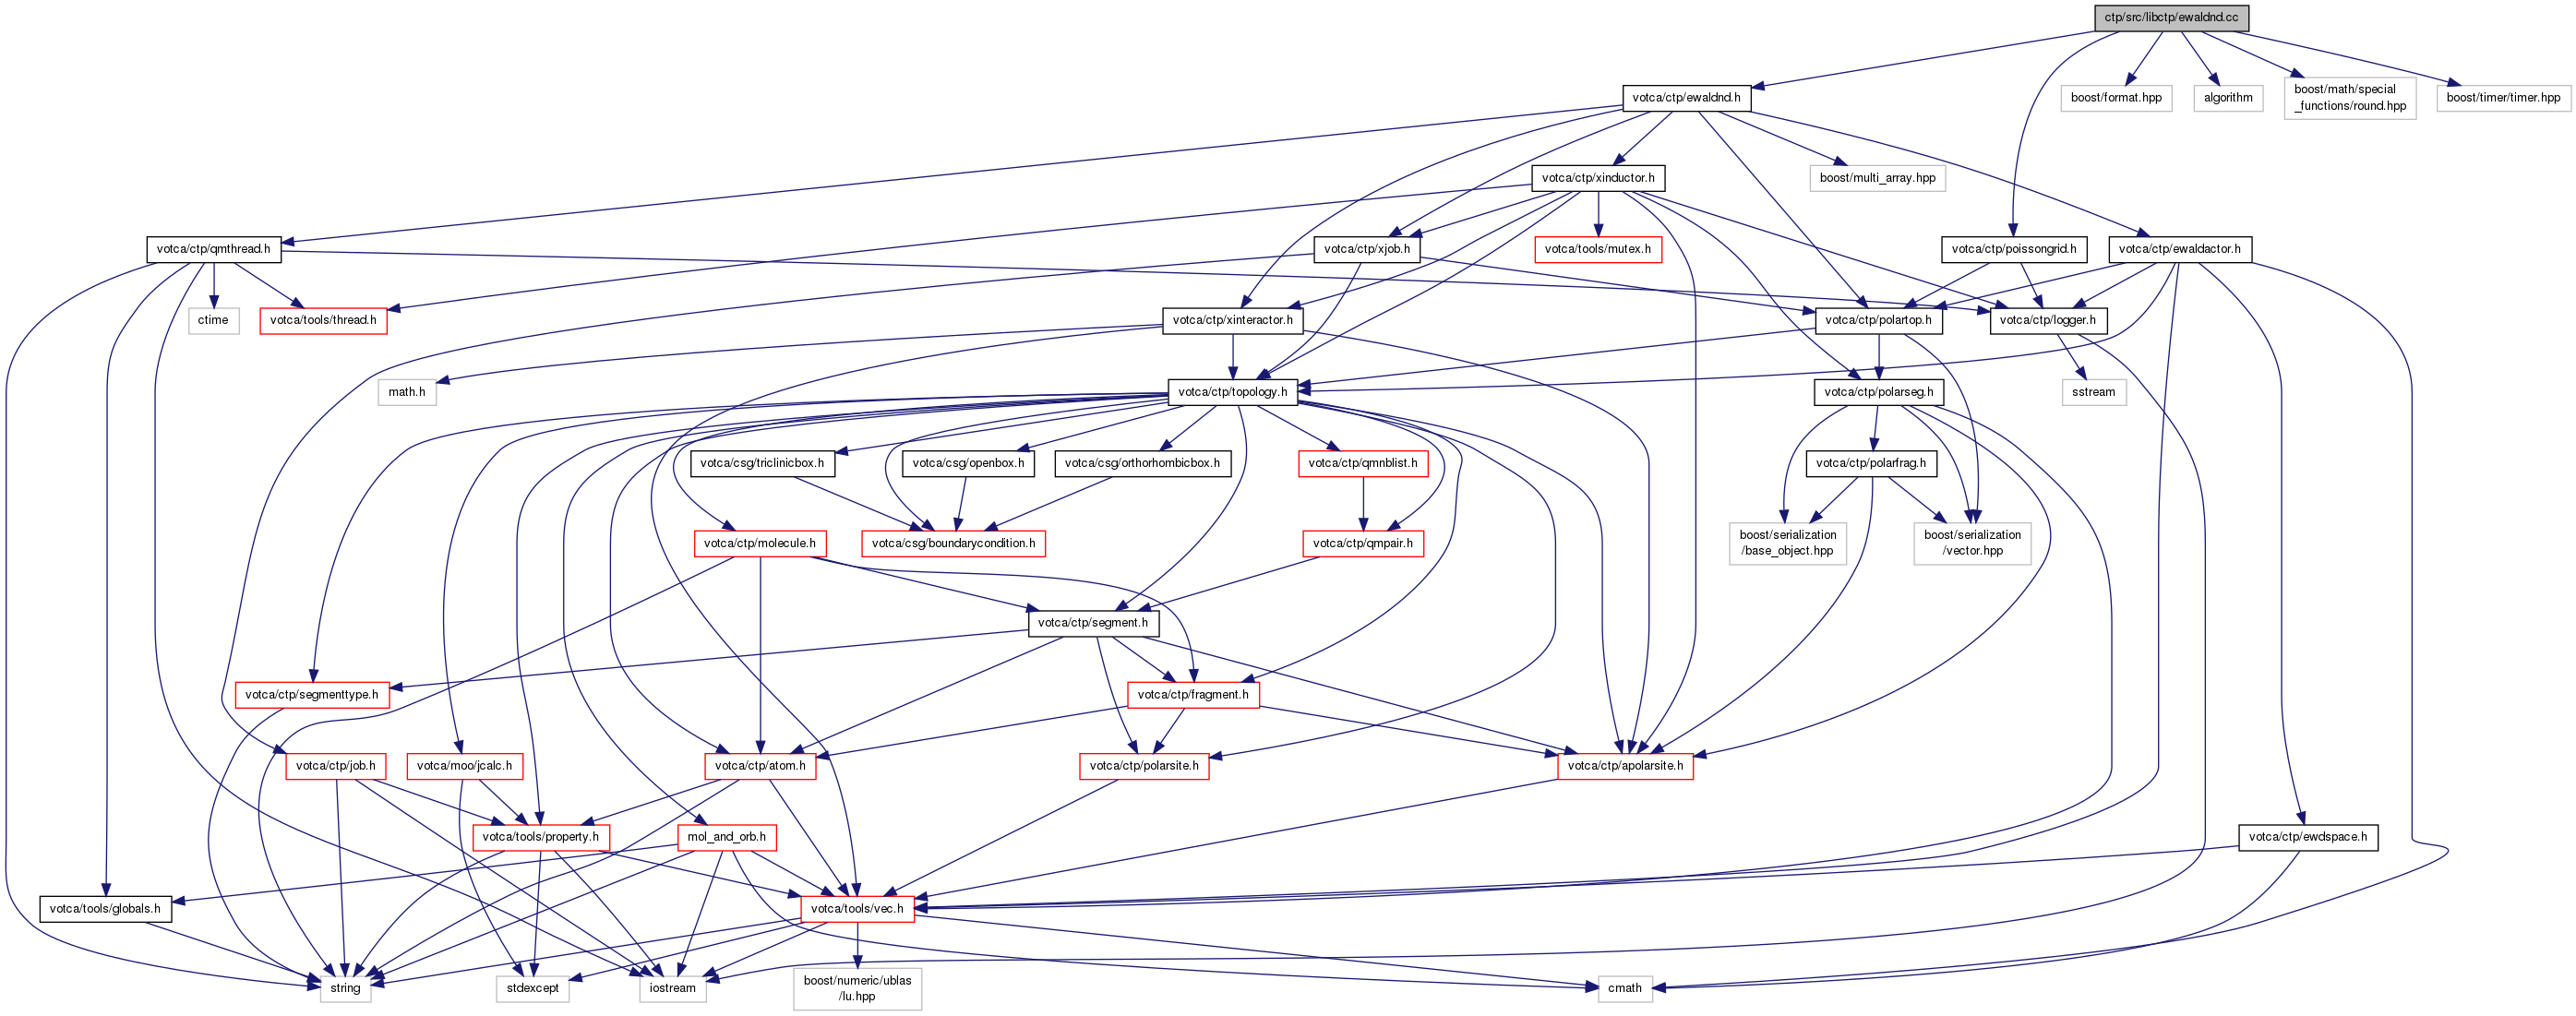 ctp/src/libctp/ewaldnd.cc
votca/ctp/ewaldnd.h
boost/format.hpp
algorithm
boost/math/special
_functions/round.hpp
boost/timer/timer.hpp
votca/ctp/xinductor.h
boost/multi_array.hpp
votca/ctp/qmthread.h
votca/ctp/xjob.h
votca/tools/mutex.h
votca/ctp/poissongrid.h
votca/ctp/ewaldactor.h
ctime
votca/tools/thread.h
votca/ctp/xinteractor.h
votca/ctp/polartop.h
votca/ctp/logger.h
math.h
votca/ctp/topology.h
votca/ctp/polarseg.h
sstream
votca/csg/triclinicbox.h
votca/csg/openbox.h
votca/csg/orthorhombicbox.h
votca/ctp/qmnblist.h
votca/ctp/polarfrag.h
votca/ctp/molecule.h
votca/csg/boundarycondition.h
votca/ctp/qmpair.h
boost/serialization
/base_object.hpp
boost/serialization
/vector.hpp
votca/ctp/segment.h
votca/ctp/segmenttype.h
votca/ctp/fragment.h
votca/ctp/job.h
votca/moo/jcalc.h
votca/ctp/atom.h
votca/ctp/polarsite.h
votca/ctp/apolarsite.h
votca/tools/property.h
mol_and_orb.h
votca/ctp/ewdspace.h
votca/tools/globals.h
votca/tools/vec.h
string
stdexcept
iostream
boost/numeric/ublas
/lu.hpp
cmath